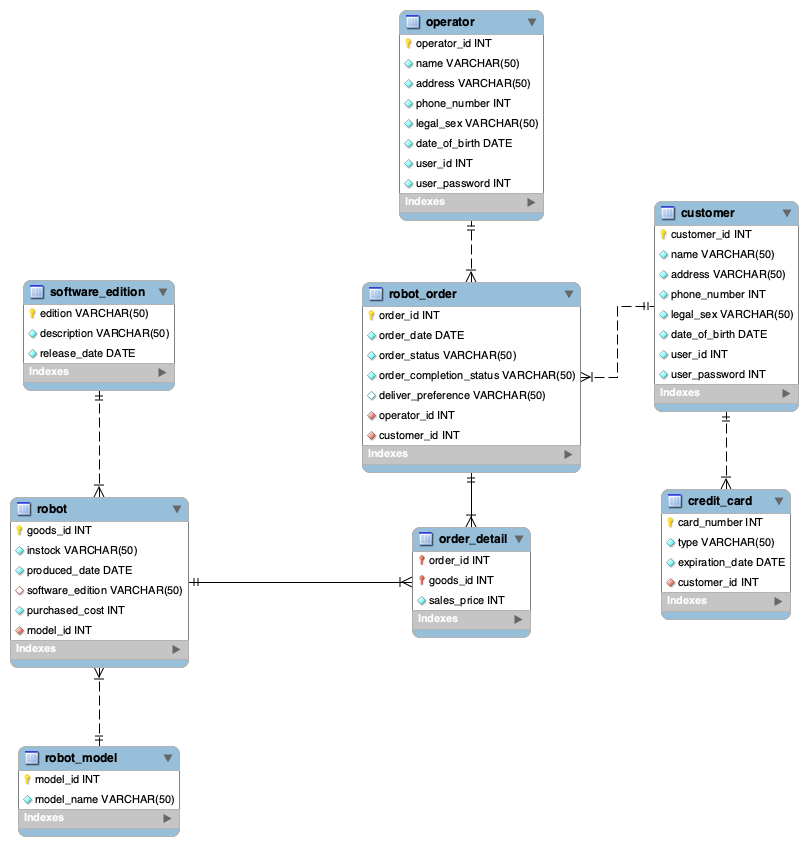 operator
operator_id INT
name VARCHAR(50)
address VARCHAR(50)
phone_number INT
legal_sex VARCHAR(50)
date_of_birth DATE
user_id INT
user_password INT
Indexes
customer
customer_id INT
name VARCHAR(50)
address VARCHAR(50)
phone_number INT
legal_sex VARCHAR(50)
date_of_birth DATE
user_id INT
user_password INT
Indexes
software_edition
edition VARCHAR(50)
description VARCHAR(50)
release_date DATE
Indexes
robot_order
order_id INT
order_date DATE
order_status VARCHAR(50)
order_completion_status VARCHAR(50)
deliver_preference VARCHAR(50)
operator_id INT
customer_id INT
Indexes
robot
goods_id INT
instock VARCHAR(50)
produced_date DATE
software_edition VARCHAR(50)
purchased_cost INT
model_id INT
Indexes
order_detail
order_id INT
goods_id INT
sales_price INT
Indexes
credit_card
card_number INT
type VARCHAR(50)
expiration_date DATE
customer_id INT
Indexes
robot_model
model_id INT
model_name VARCHAR(50)
Indexes